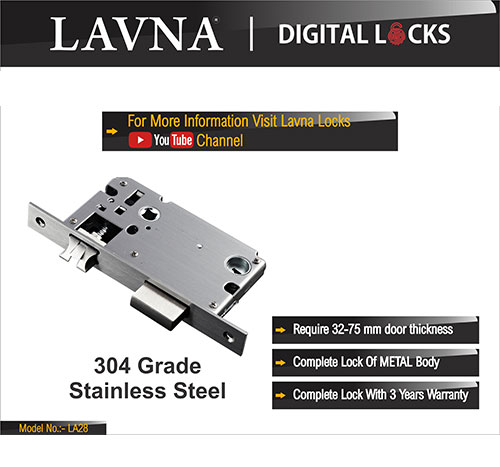 LAVNA® | DIGITAL LOCKS
For More Information Visit Lavna Locks
YouTube Channel
304 Grade
Stainless Steel
Require 32-75 mm door thickness
Complete Lock Of METAL Body
Complete Lock With 3 Years Warranty
Model No.:- LA28